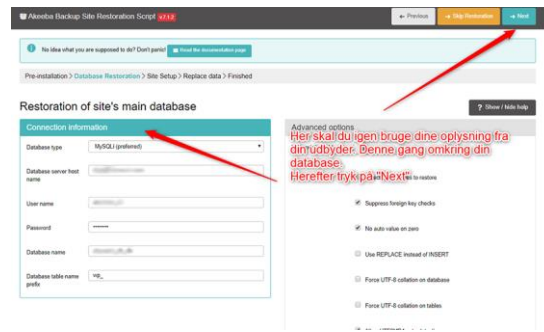 Akeeba Backup Site Restoration Script v7.1.2
← Previous
→ Skip Restoration
→ Next
No idea what you are supposed to do? Don't panic! Read the documentation page
Pre-installation > Database Restoration > Site Setup > Replace data > Finished
Restoration of site's main database
? Show / hide help
Connection information
Database type
MySQLi (preferred)
Database server host
name
User name
Password
Database name
Database table name
prefix
Advanced options
Her skal du igen bruge dine oplysning fra
din udbyder. Denne gang omkring din
database.
Herefter tryk på "Next"
to restore
Suppress foreign key checks
No auto value on zero
Use REPLACE instead of INSERT
Force UTF-8 collation on database
Force UTF-8 collation on tables